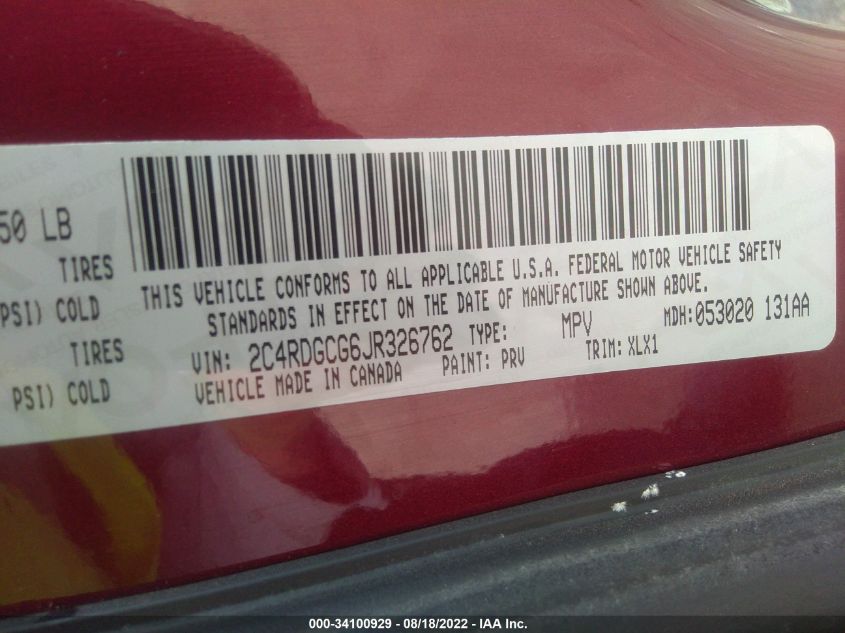 50 LB
TIRES
PSI) COLD
TIRES
PSI) COLD
THIS VEHICLE CONFORMS TO ALL APPLICABLE U.S.A. FEDERAL MOTOR VEHICLE SAFETY
STANDARDS IN EFFECT ON THE DATE OF MANUFACTURE SHOWN ABOVE.
VIN: 2C4RDGCG6JR326762 TYPE: MPV MDH:053020 131AA
VEHICLE MADE IN CANADA PAINT: PRV TRIM: XLX1
000-34100929 - 08/18/2022 - IAA Inc.